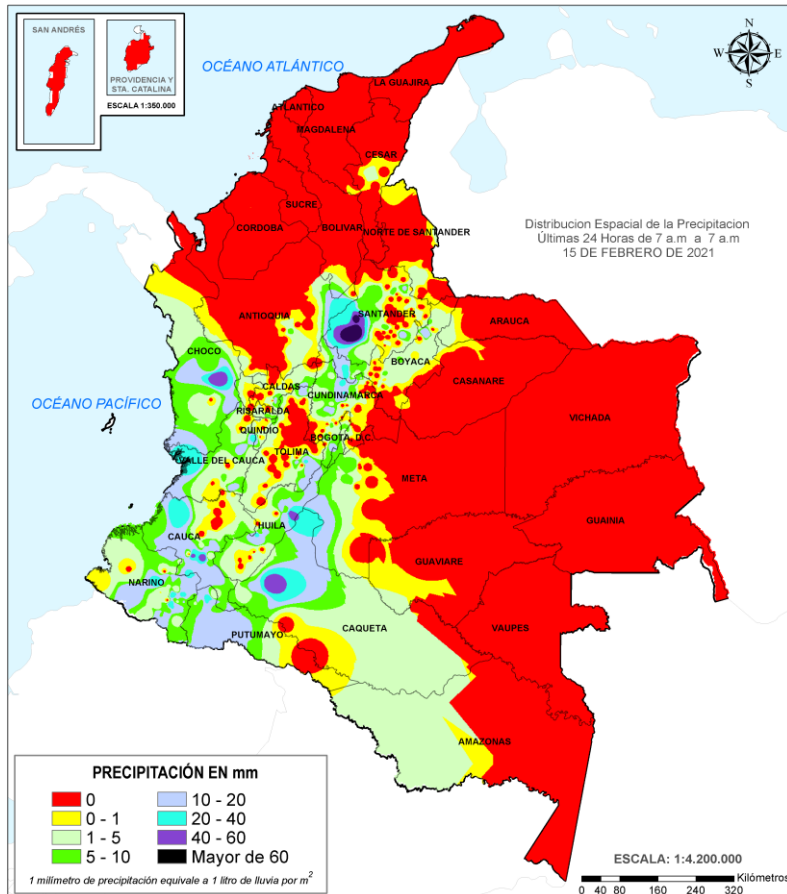 SAN ANDRÉS
PROVIDENCIA Y
STA. CATALINA
ESCALA 1:350.000
OCÉANO ATLÁNTICO
N
W
E
S
LA GUAJIRA
ATLANTICO
MAGDALENA
CESAR
SUCRE
CORDOBA
BOLIVAR
NORTE DE SANTANDER
Distribucion Espacial de la Precipitacion
Últimas 24 Horas de 7 a.m a 7 a.m
15 DE FEBRERO DE 2021
ANTIOQUIA
SANTANDER
ARAUCA
CHOCO
BOYACA
CASANARE
CALDAS
CUNDINAMARCA
OCÉANO PACÍFICO
RISARALDA
VICHADA
QUINDIO
BOGOTA, D.C.
TOLIMA
VALLE DEL CAUCA
META
GUAINIA
HUILA
CAUCA
GUAVIARE
NARINO
VAUPES
CAQUETA
PUTUMAYO
AMAZONAS
PRECIPITACIÓN EN mm
0
0 - 1
1 - 5
5 - 10
10 - 20
20 - 40
40 - 60
Mayor de 60
1 milímetro de precipitación equivale a 1 litro de lluvia por m²
ESCALA: 1:4.200.000
Kilómetros
0 40 80 160 240 320